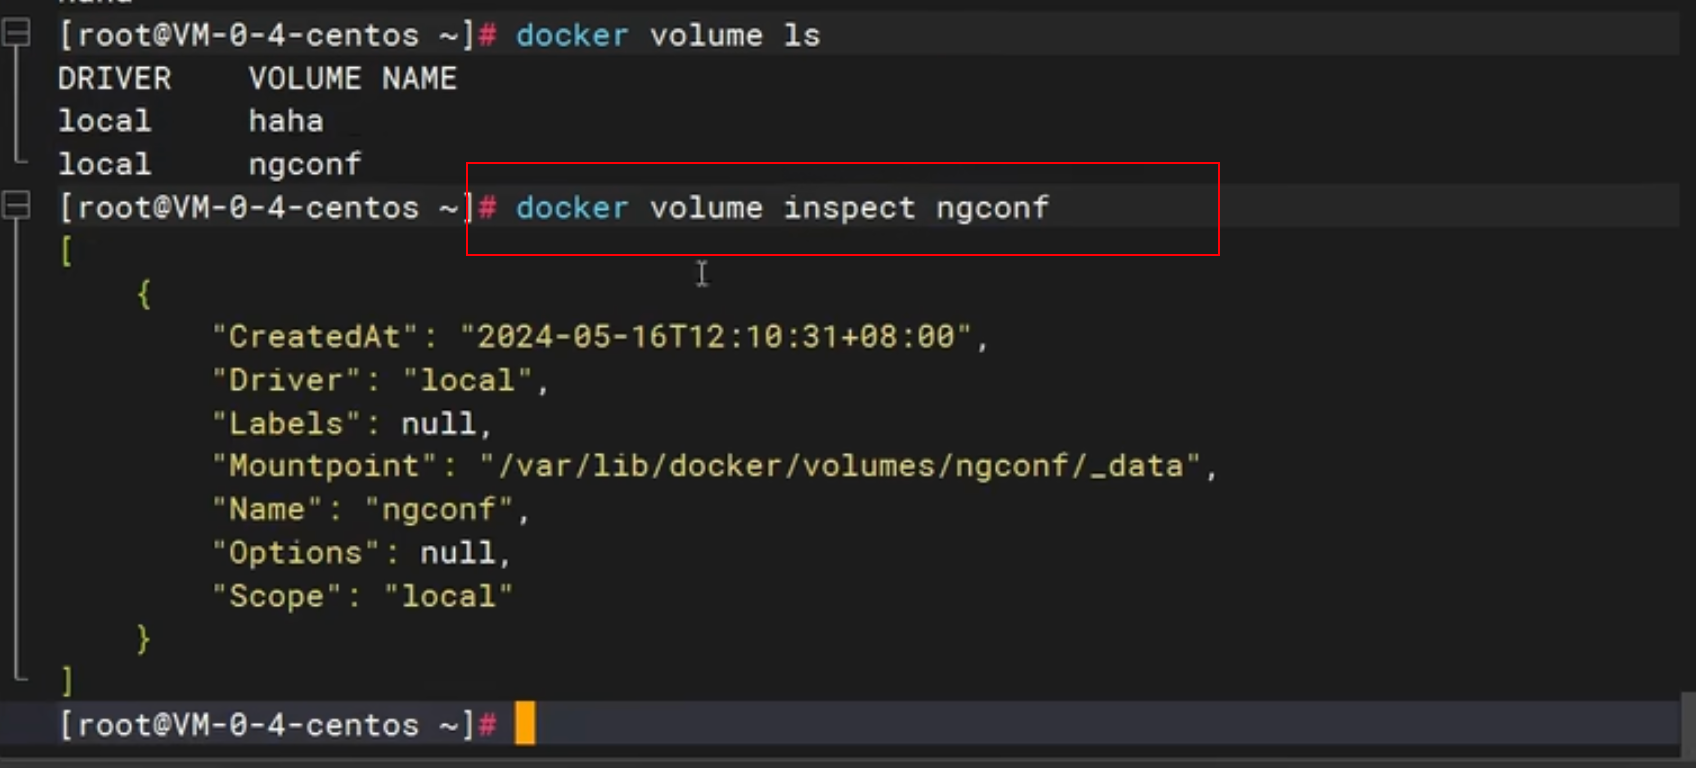 haha
[root@VM-0-4-centos ~]# docker volume ls
DRIVER    VOLUME NAME
local     haha
local     ngconf
[root@VM-0-4-centos ~]# docker volume inspect ngconf
[
    {
        "CreatedAt": "2024-05-16T12:10:31+08:00",
        "Driver": "local",
        "Labels": null,
        "Mountpoint": "/var/lib/docker/volumes/ngconf/_data",
        "Name": "ngconf",
        "Options": null,
        "Scope": "local"
    }
]
[root@VM-0-4-centos ~]#